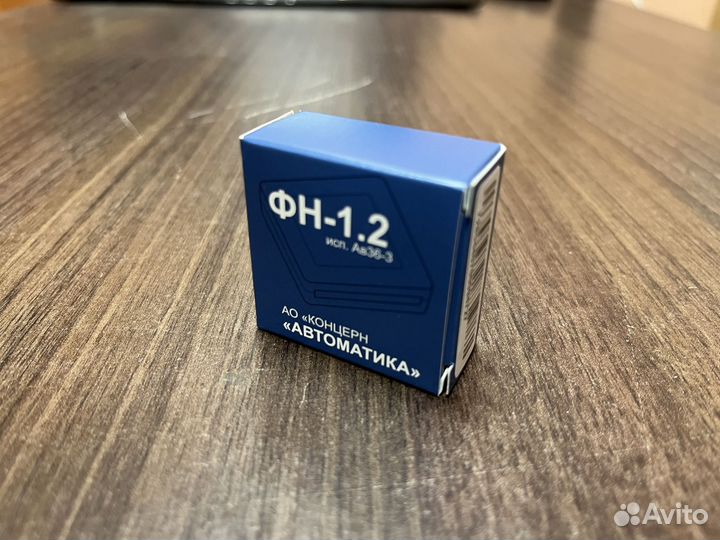 ФН-1.2
исп. Ав36-3
АО «КОНЦЕРН
«АВТОМАТИКА»
Avito